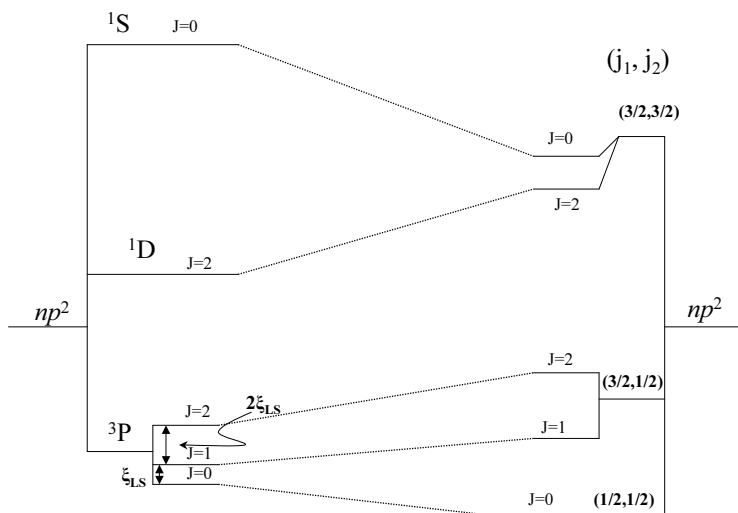 ¹S
J=0
(j₁, j₂)
(3/2,3/2)
J=0
J=2
¹D
J=2
np²
np²
J=2
(3/2,1/2)
2ξLS
³P
J=2
J=1
J=1
J=0
ξLS
J=0
(1/2,1/2)